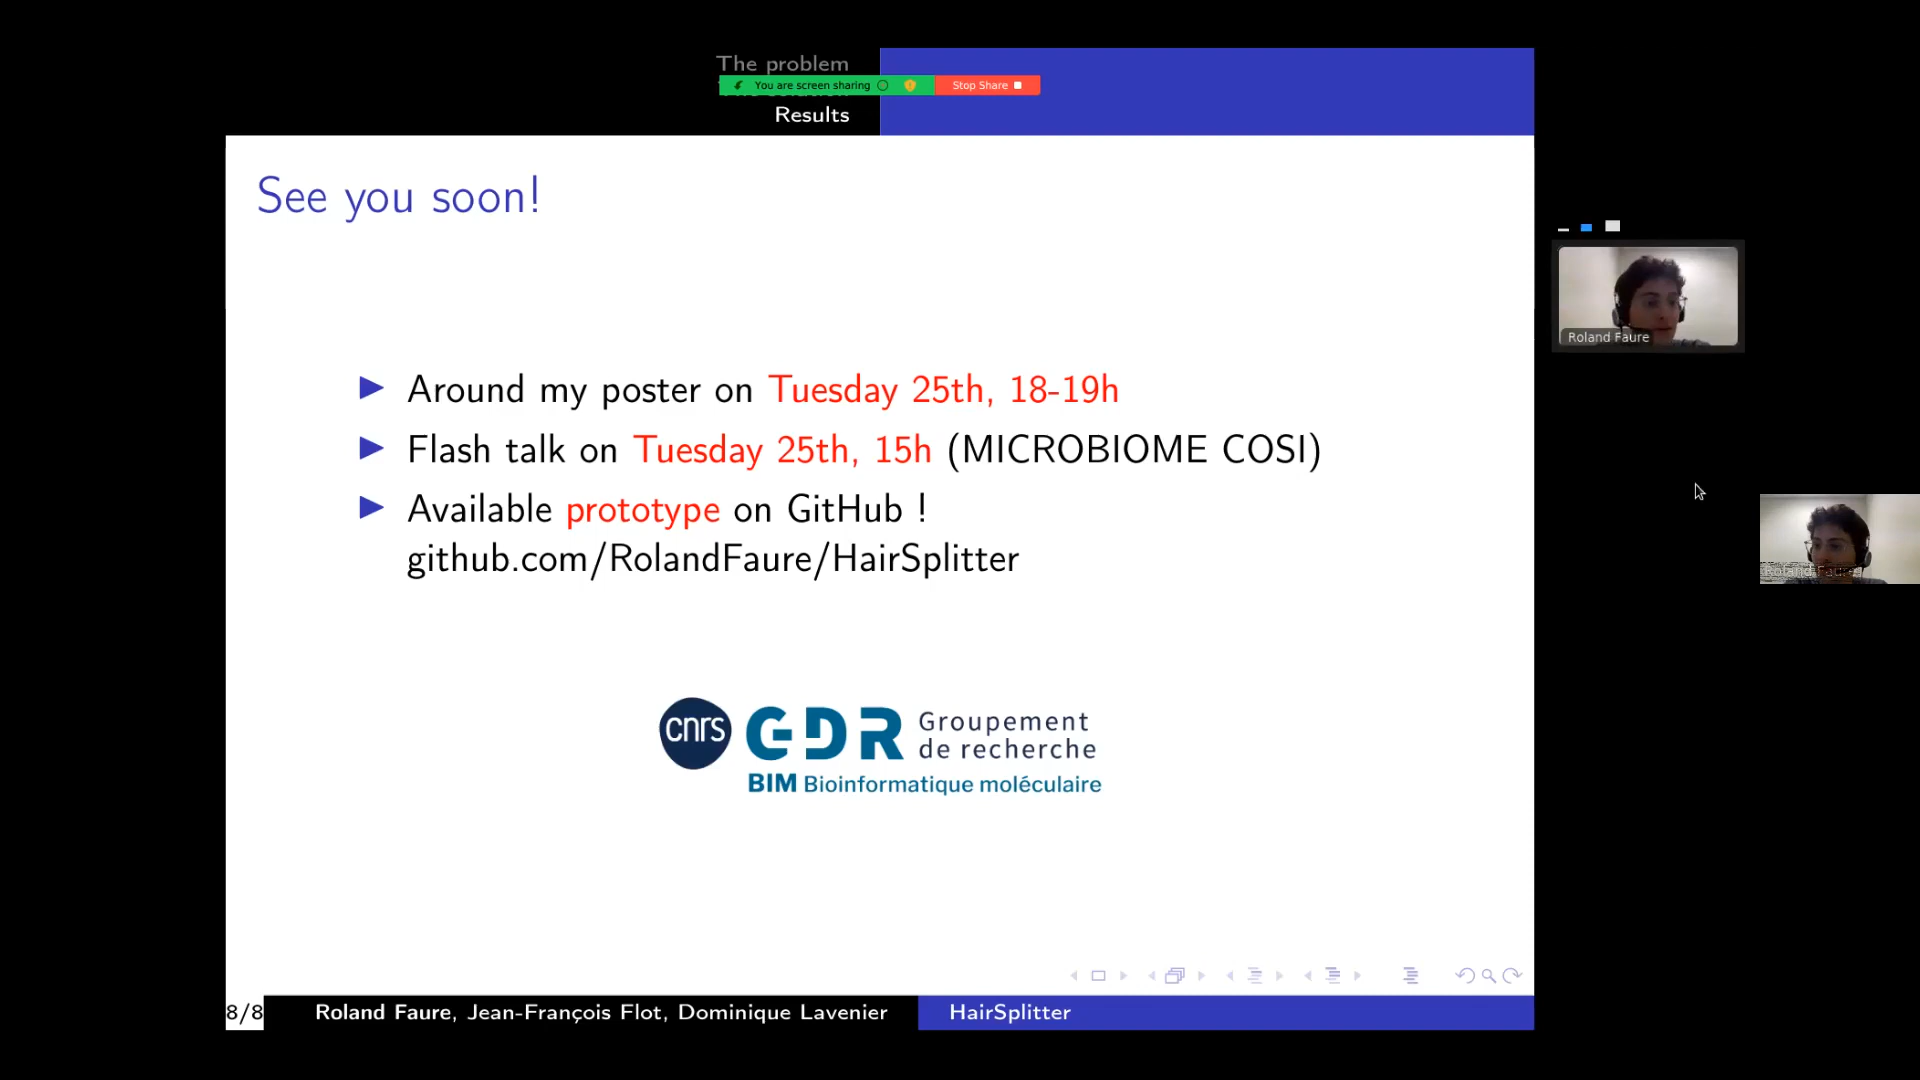 The problem
You are screen sharing
Stop Share
Results
See you soon!
Roland Faure
Around my poster on Tuesday 25th, 18-19h
Flash talk on Tuesday 25th, 15h (MICROBIOME COSI)
Available prototype on GitHub !
github.com/RolandFaure/HairSplitter
Roland Faure
cnrs GDR Groupement
de recherche
BIM Bioinformatique moléculaire
8/8 Roland Faure, Jean-François Flot, Dominique Lavenier HairSplitter